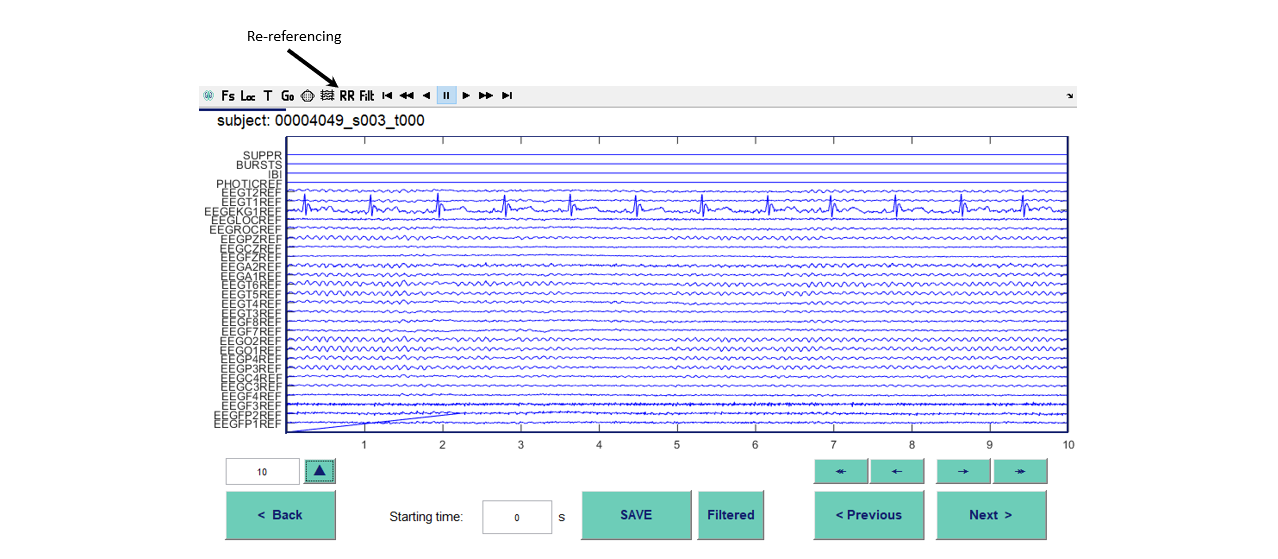 Re-referencing
Fs Loc T Go RR Filt
subject: 00004049_s003_t000
SUPPR
BURSTS
IBI
PHOTICREF
EEGT2REF
EEGT1REF
EEGEKG1REF
EEGLOCREF
EEGROCREF
EEGPZREF
EEGCZREF
EEGFZREF
EEGA2REF
EEGA1REF
EEGT6REF
EEGT5REF
EEGT4REF
EEGT3REF
EEGF8REF
EEGF7REF
EEGO2REF
EEGO1REF
EEGP4REF
EEGP3REF
EEGC4REF
EEGC3REF
EEGF4REF
EEGF3REF
EEGFP2REF
EEGFP1REF
1 2 3 4 5 6 7 8 9 10
10
< Back
Starting time: 0 s
SAVE
Filtered
< Previous
Next >